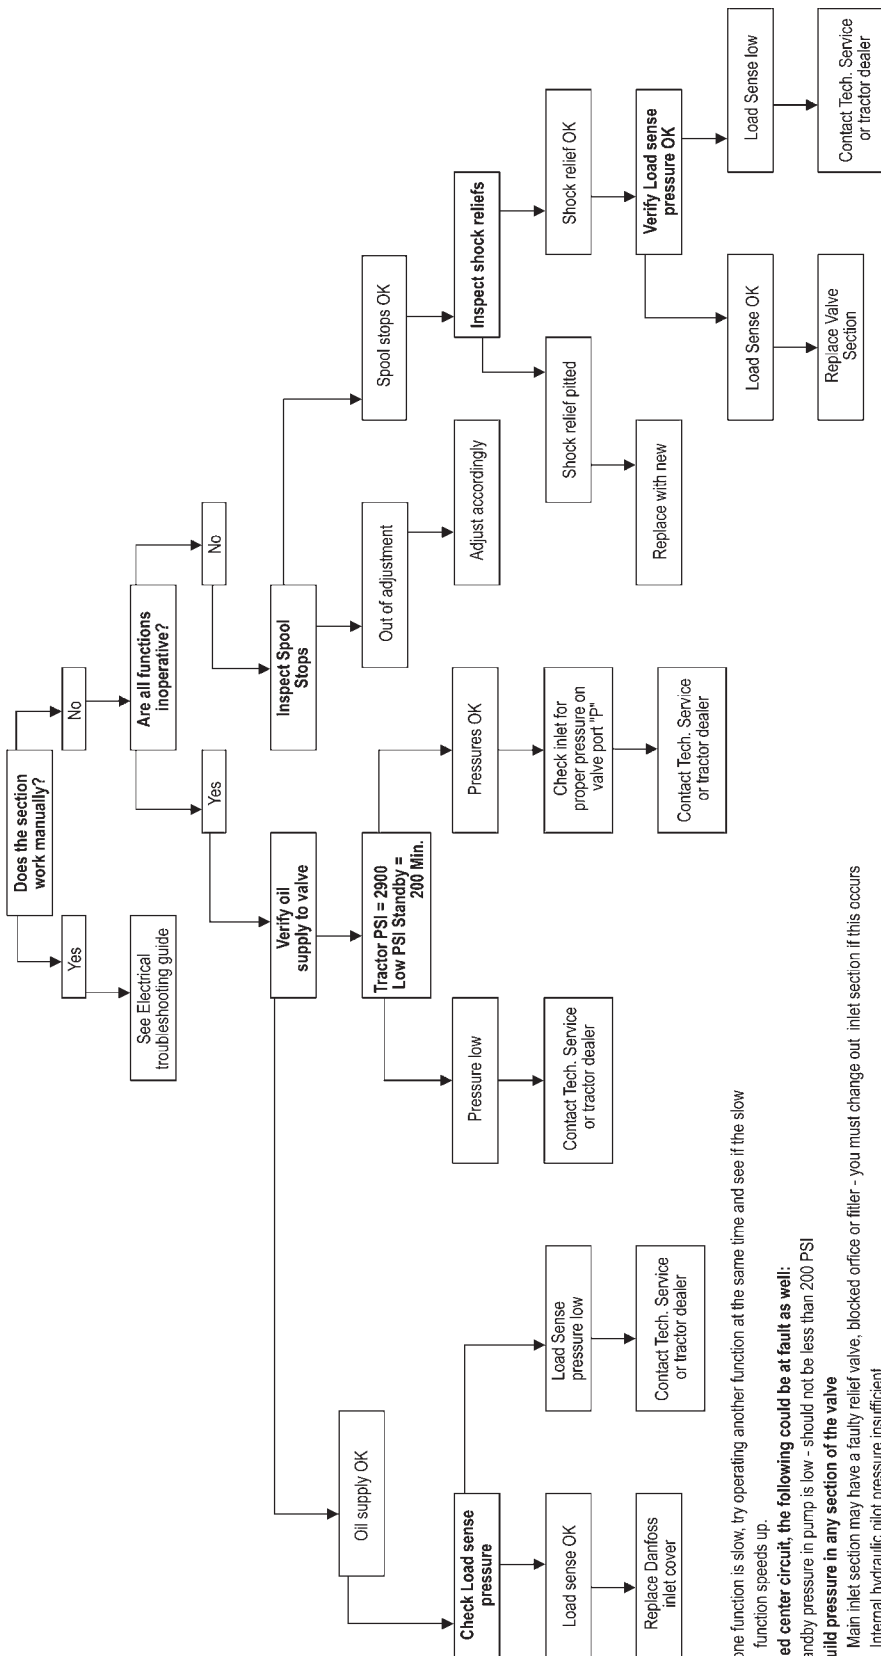 Does the section
work manually?
Yes
No
See Electrical
troubleshooting guide
Are all functions
inoperative?
Yes
No
Verify oil
supply to valve
Inspect Spool
Stops
Oil supply OK
Tractor PSI = 2900
Low PSI Standby =
200 Min.
Out of adjustment
Spool stops OK
Check Load sense
pressure
Pressure low
Pressures OK
Adjust accordingly
Inspect shock reliefs
Load sense OK
Load Sense
pressure low
Contact Tech. Service
or tractor dealer
Check inlet for
proper pressure on
valve port "P"
Shock relief pitted
Shock relief OK
Replace Danfoss
inlet cover
Contact Tech. Service
or tractor dealer
Contact Tech. Service
or tractor dealer
Replace with new
Verify Load sense
pressure OK
Load Sense OK
Load Sense low
Replace Valve
Section
Contact Tech. Service
or tractor dealer
one function is slow, try operating another function at the same time and see if the slow
function speeds up.
ed center circuit, the following could be at fault as well:
andby pressure in pump is low - should not be less than 200 PSI
uild pressure in any section of the valve
Main inlet section may have a faulty relief valve, blocked orfice or fitler - you must change out inlet section if this occurs
Internal hydraulic pilot pressure insufficient